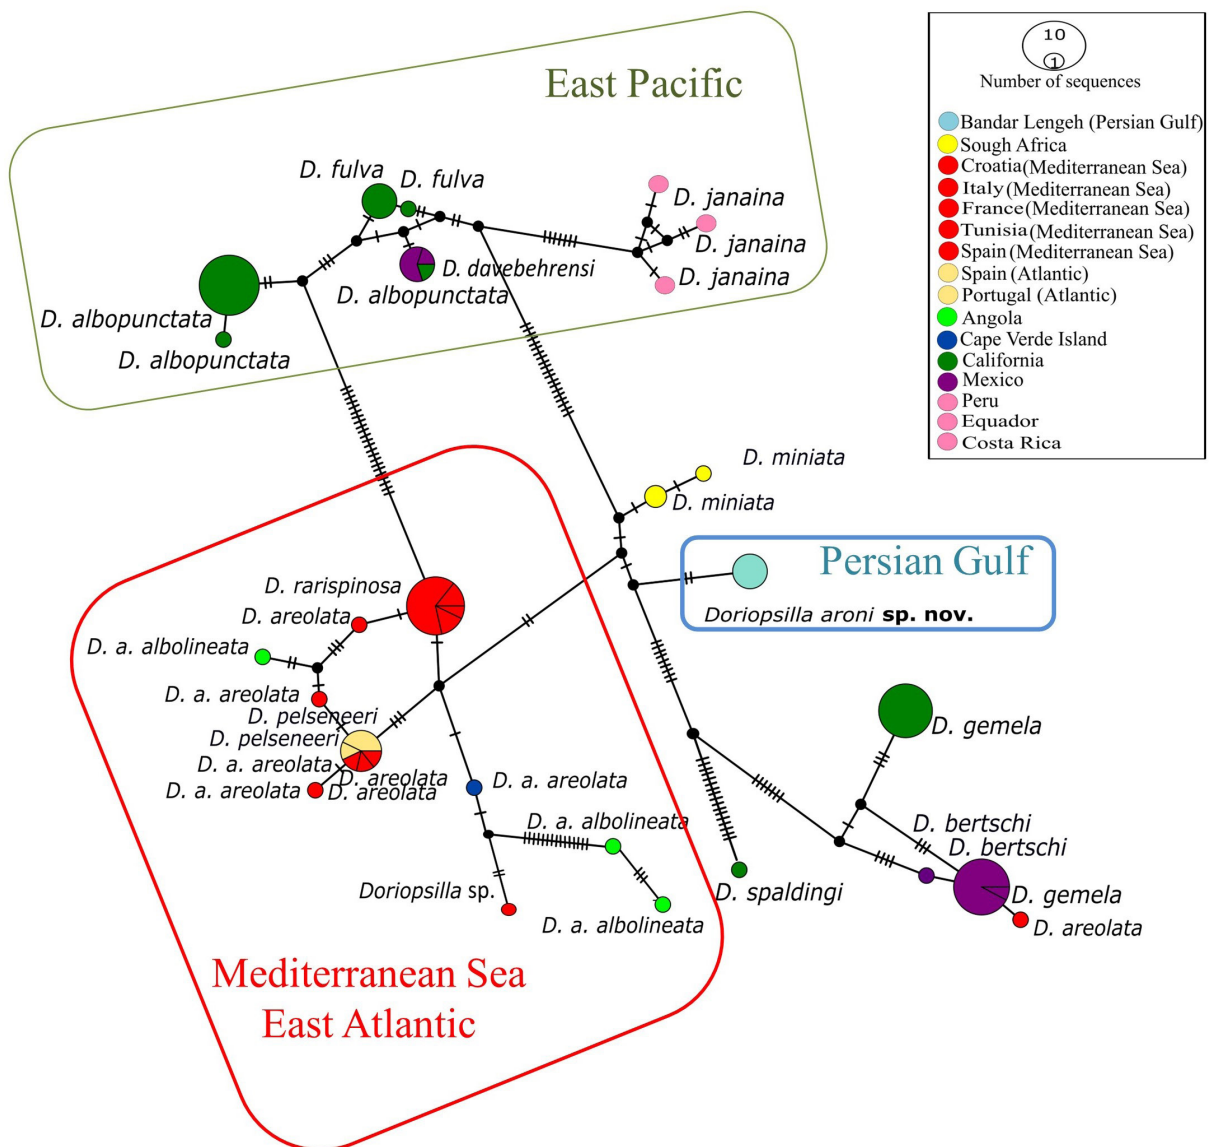 East Pacific
D. fulva
D. fulva
D. janaina
D. janaina
D. janaina
D. davebehrensi
D. albopunctata
D. albopunctata
D. albopunctata
10
1
Number of sequences
Bandar Lengeh (Persian Gulf)
Sough Africa
Croatia(Mediterranean Sea)
Italy(Mediterranean Sea)
France(Mediterranean Sea)
Tunisia(Mediterranean Sea)
Spain(Mediterranean Sea)
Spain (Atlantic)
Portugal (Atlantic)
Angola
Cape Verde Island
California
Mexico
Peru
Equador
Costa Rica
D. miniata
D. miniata
Persian Gulf
Doriopsilla aroni sp. nov.
D. rarispinosa
D. areolata
D. a. albolineata
D. a. areolata
D. pelseneeri
D. pelseneeri
D. a. areolata
D. areolata
D. a. areolata
D. areolata
D. a. areolata
D. a. albolineata
Doriopsilla sp.
D. a. albolineata
D. gemela
D. bertschi
D. bertschi
D. spaldingi
D. gemela
D. areolata
Mediterranean Sea
East Atlantic